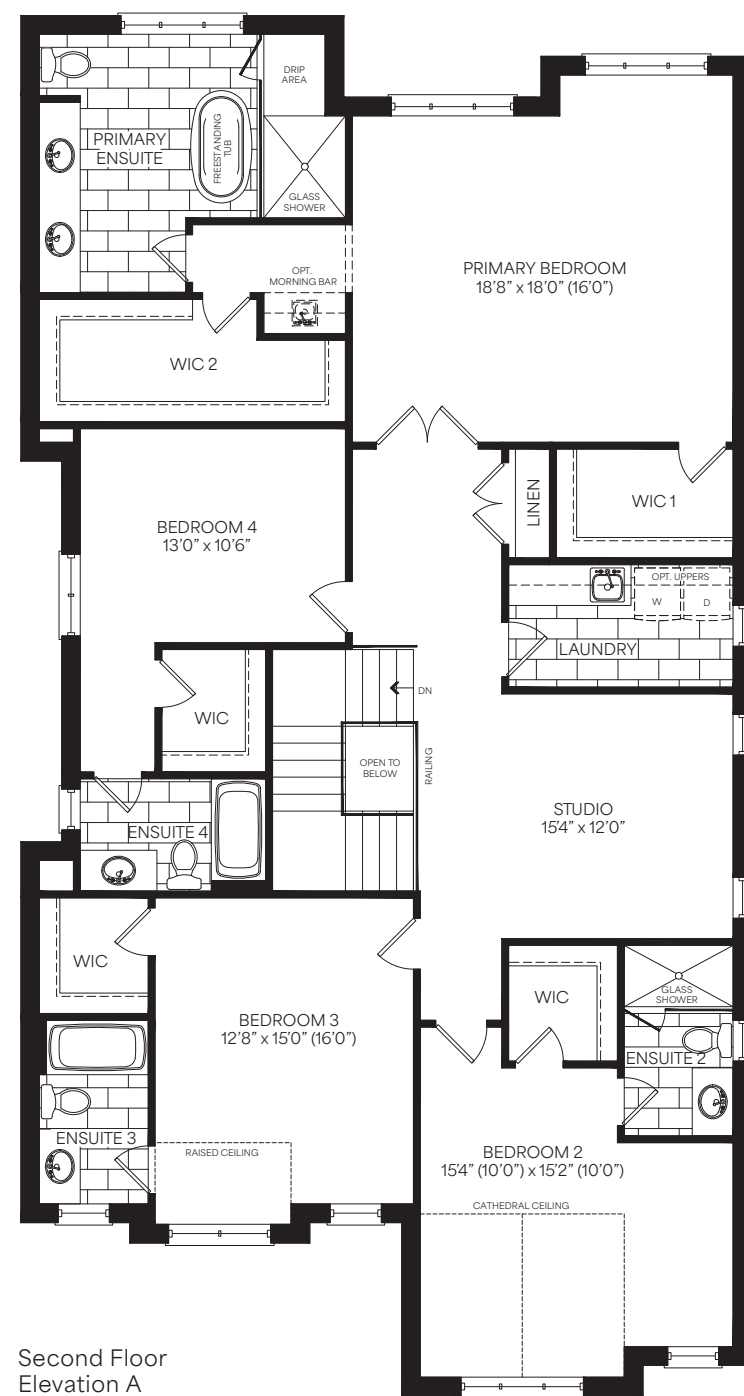 DRIP
AREA
PRIMARY
ENSUITE
FREESTANDING
TUB
GLASS
SHOWER
OPT.
MORNING BAR
PRIMARY BEDROOM
18'8" x 18'0" (16'0")
WIC 2
BEDROOM 4
13'0" x 10'6"
LINEN
WIC 1
OPT. UPPERS
W
D
LAUNDRY
WIC
DN
OPEN TO
BELOW
RAILING
STUDIO
15'4" x 12'0"
ENSUITE 4
WIC
BEDROOM 3
12'8" x 15'0" (16'0")
WIC
GLASS
SHOWER
ENSUITE 2
ENSUITE 3
RAISED CEILING
BEDROOM 2
15'4" (10'0") x 15'2" (10'0")
CATHEDRAL CEILING
Second Floor
Elevation A